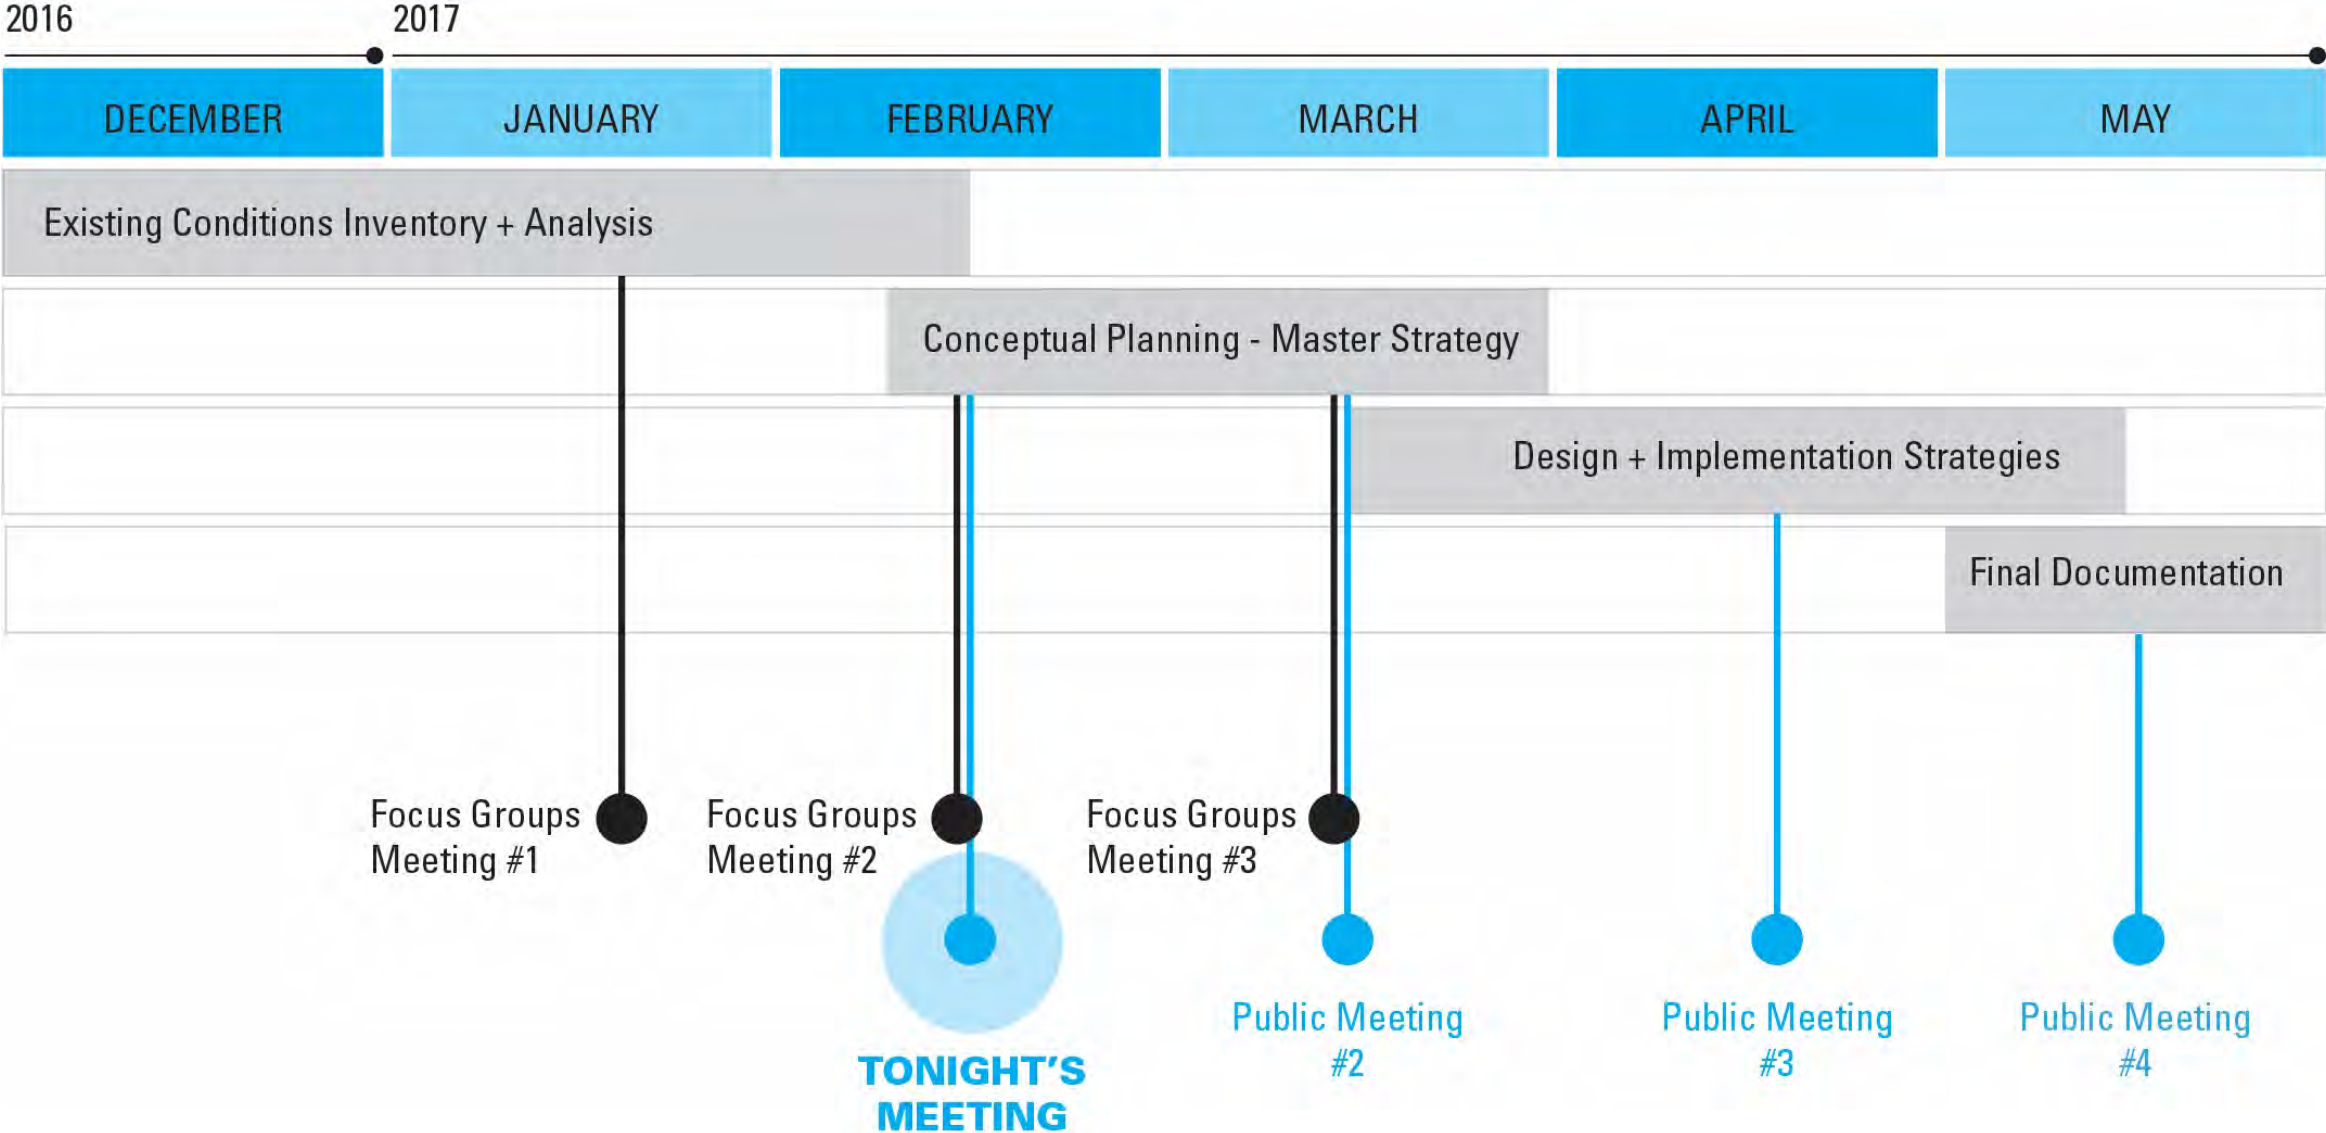 2016
2017
DECEMBER
JANUARY
FEBRUARY
MARCH
APRIL
MAY
Existing Conditions Inventory + Analysis
Conceptual Planning - Master Strategy
Design + Implementation Strategies
Final Documentation
Focus Groups
Meeting #1
Focus Groups
Meeting #2
Focus Groups
Meeting #3
TONIGHT'S
MEETING
Public Meeting
#2
Public Meeting
#3
Public Meeting
#4